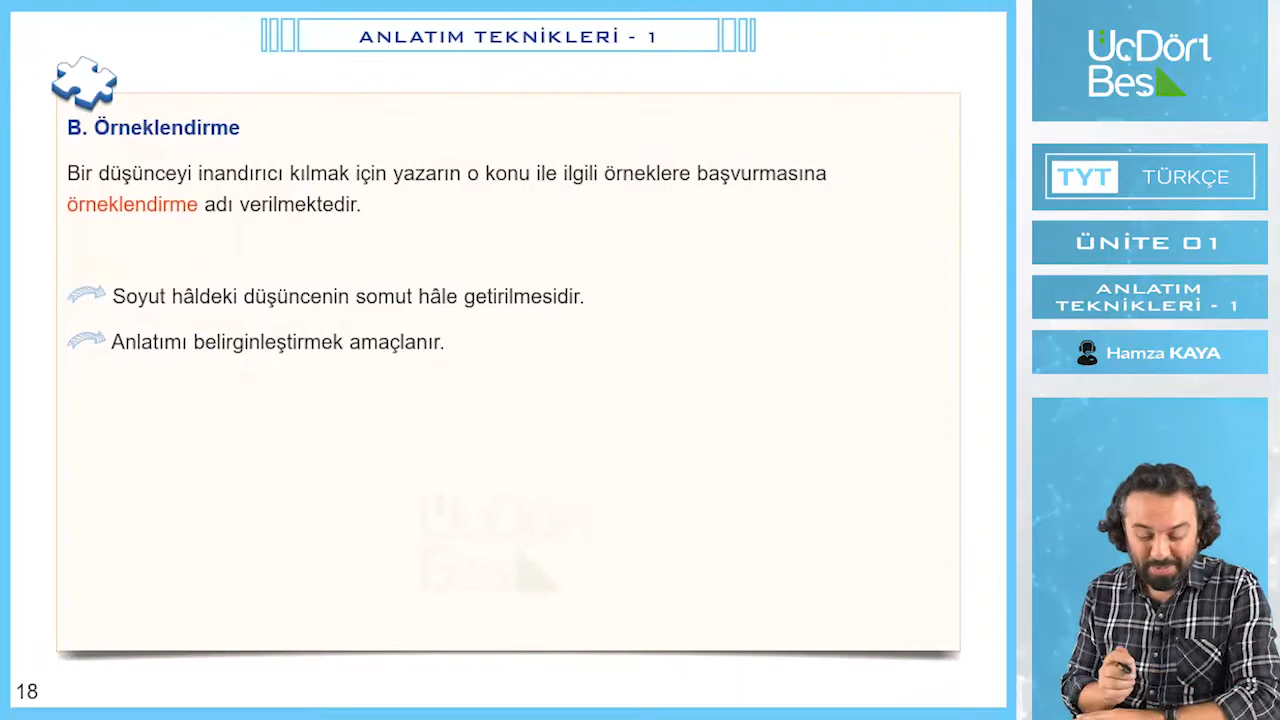 ANLATIM TEKNİKLERİ - 1
B. Örneklendirme
Bir düşünceyi inandırıcı kılmak için yazarın o konu ile ilgili örneklere başvurmasına
örneklendirme adı verilmektedir.
Soyut hâldeki düşüncenin somut hâle getirilmesidir.
Anlatımı belirginleştirmek amaçlanır.
18
ÜçDört
Beş
TYT TÜRKÇE
ÜNİTE 01
ANLATIM
TEKNİKLERİ - 1
Hamza KAYA
ÜçDört
Beş